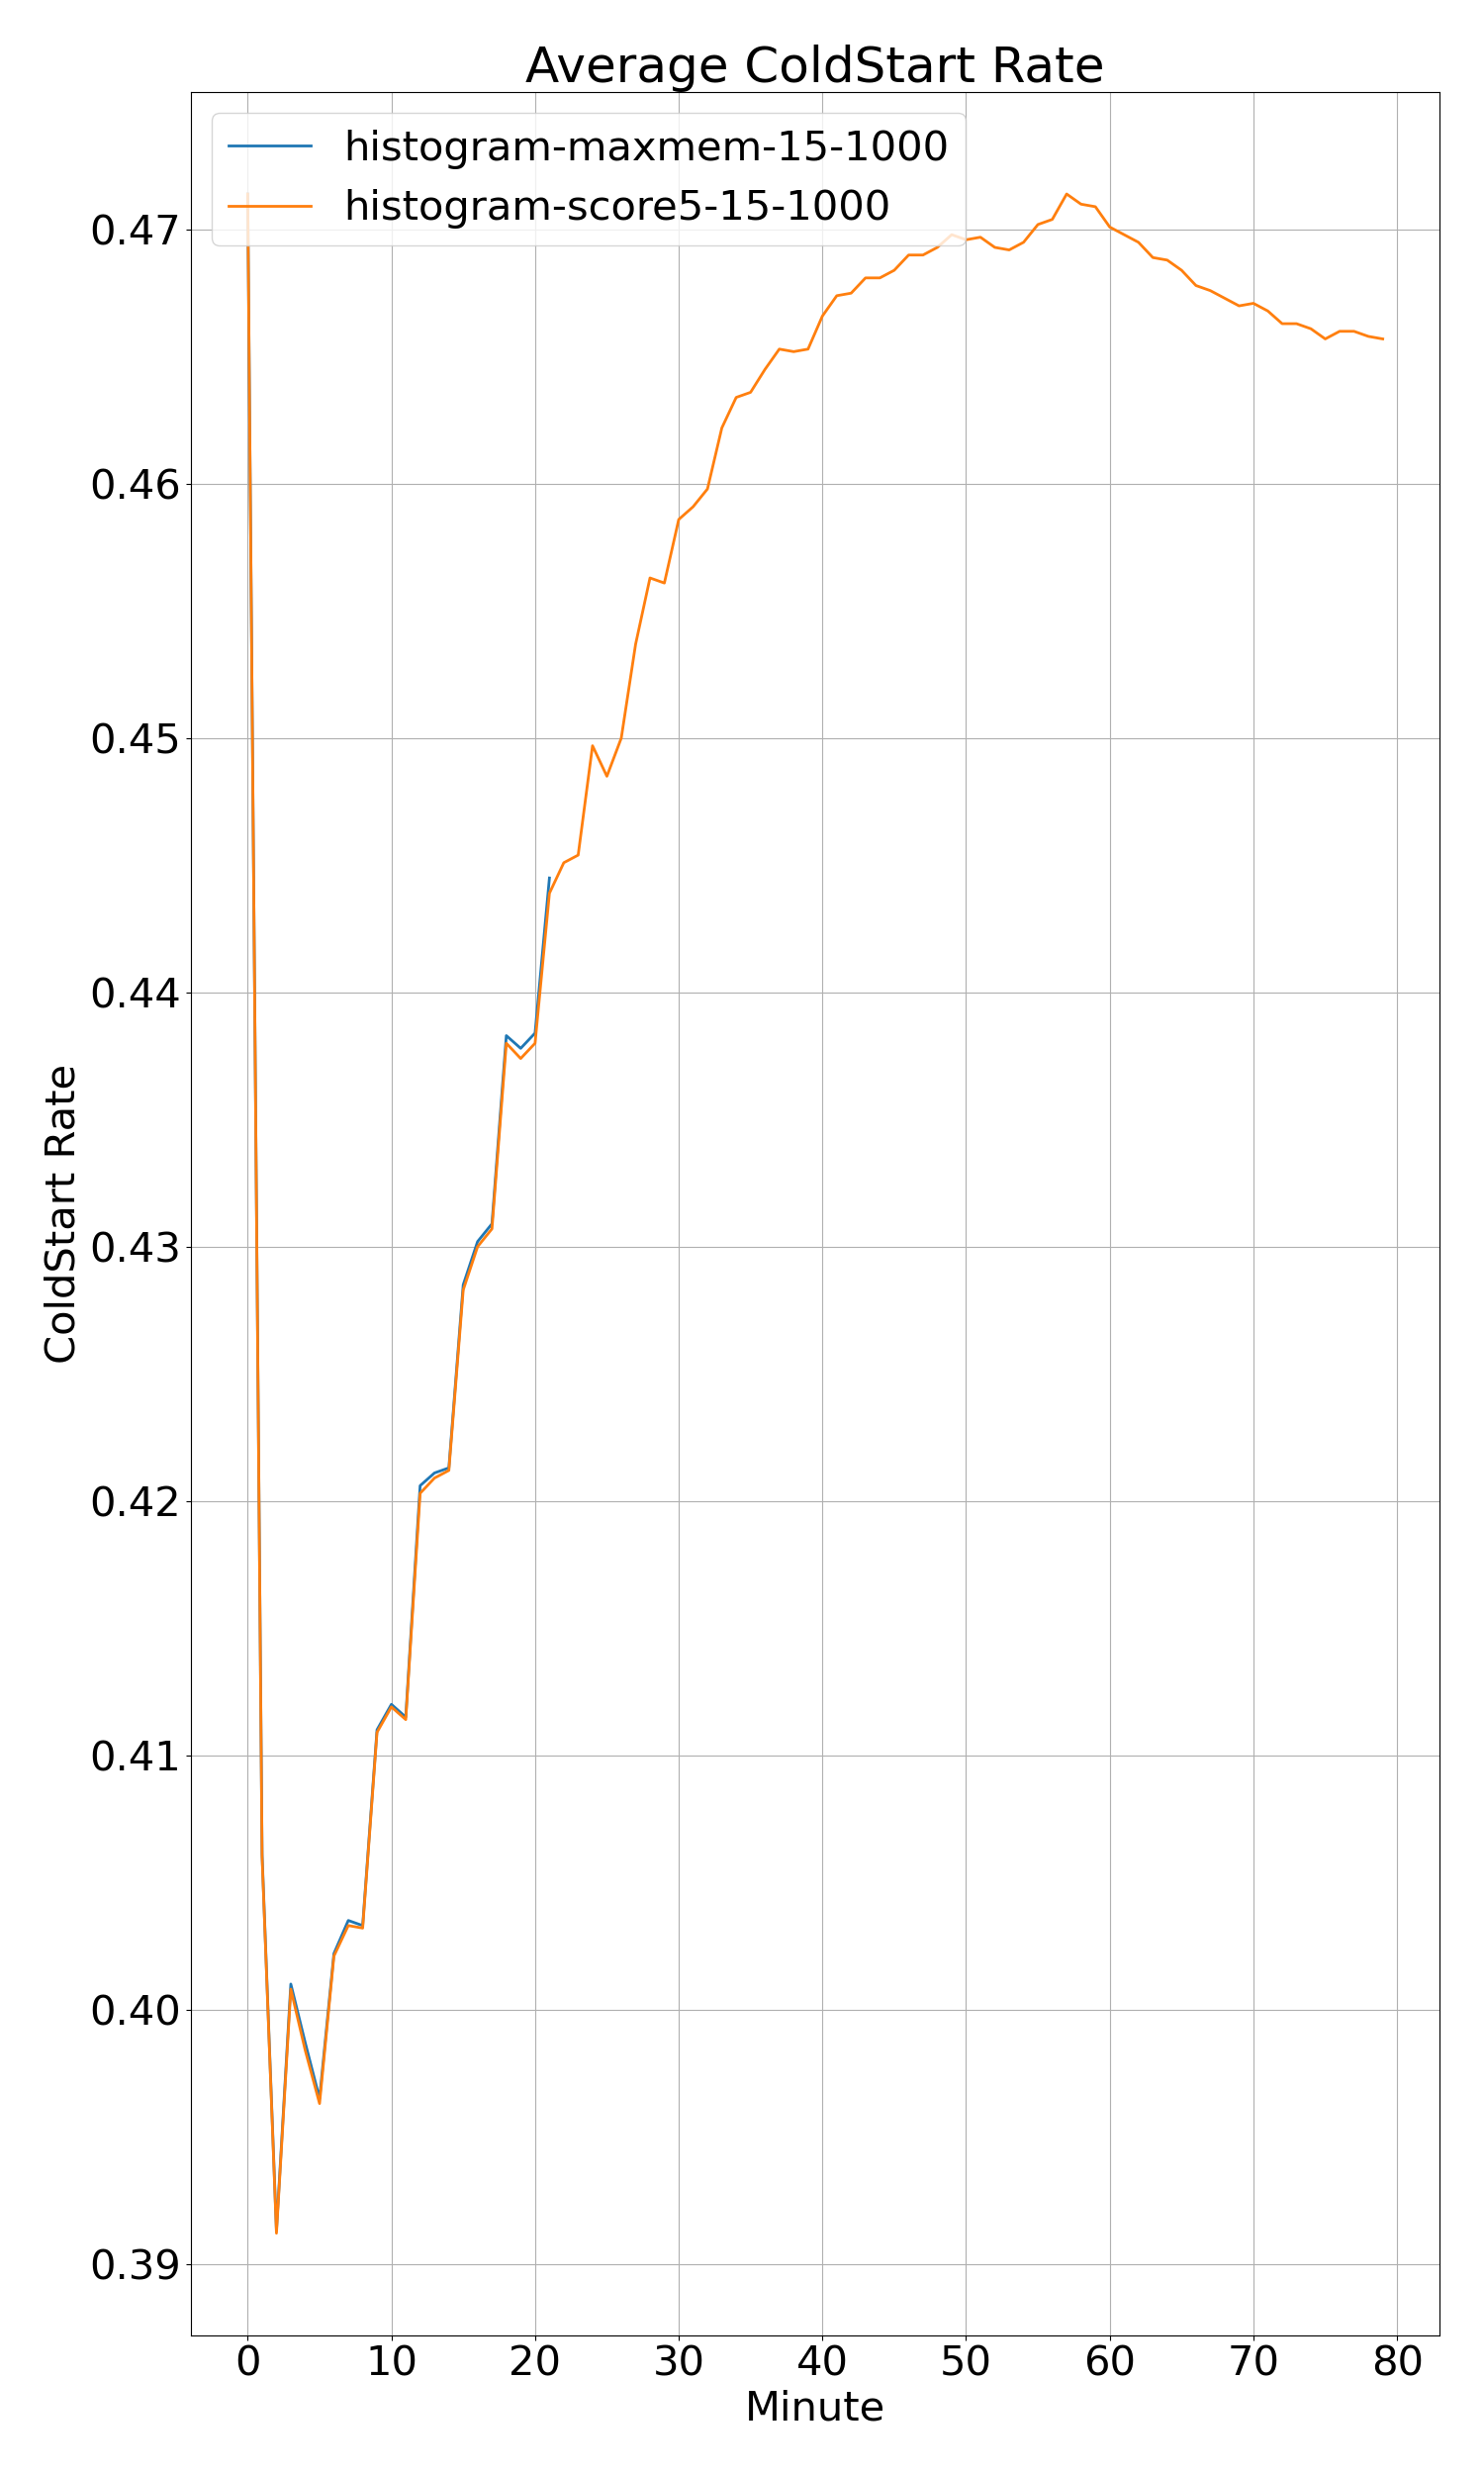 Average ColdStart Rate
histogram-maxmem-15-1000
histogram-score5-15-1000
0.47
0.46
0.45
0.44
0.43
0.42
0.41
0.40
0.39
ColdStart Rate
0 10 20 30 40 50 60 70 80
Minute